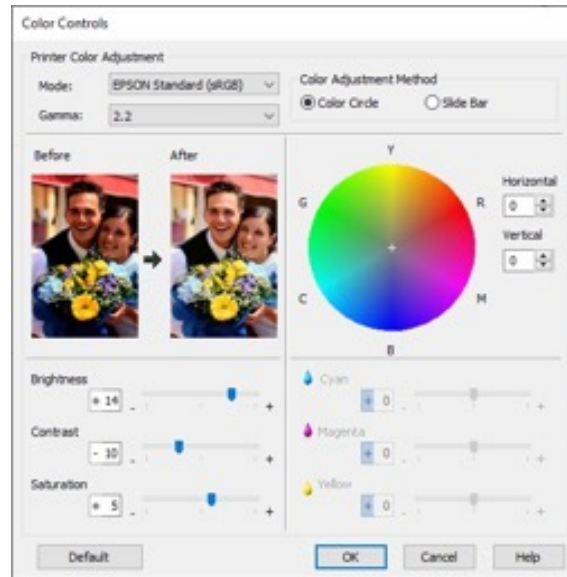 Color Controls
Printer Color Adjustment
Mode: EPSON Standard (sRGB)
Gamma: 2.2
Color Adjustment Method
Color Circle Slide Bar
Before After
Y
G R
C M
B
Horizontal
0
Vertical
0
Brightness
+ 14 - +
Contrast
- 10 - +
Saturation
+ 5 - +
Cyan
+ 0 - +
Magenta
+ 0 - +
Yellow
+ 0 - +
Default OK Cancel Help